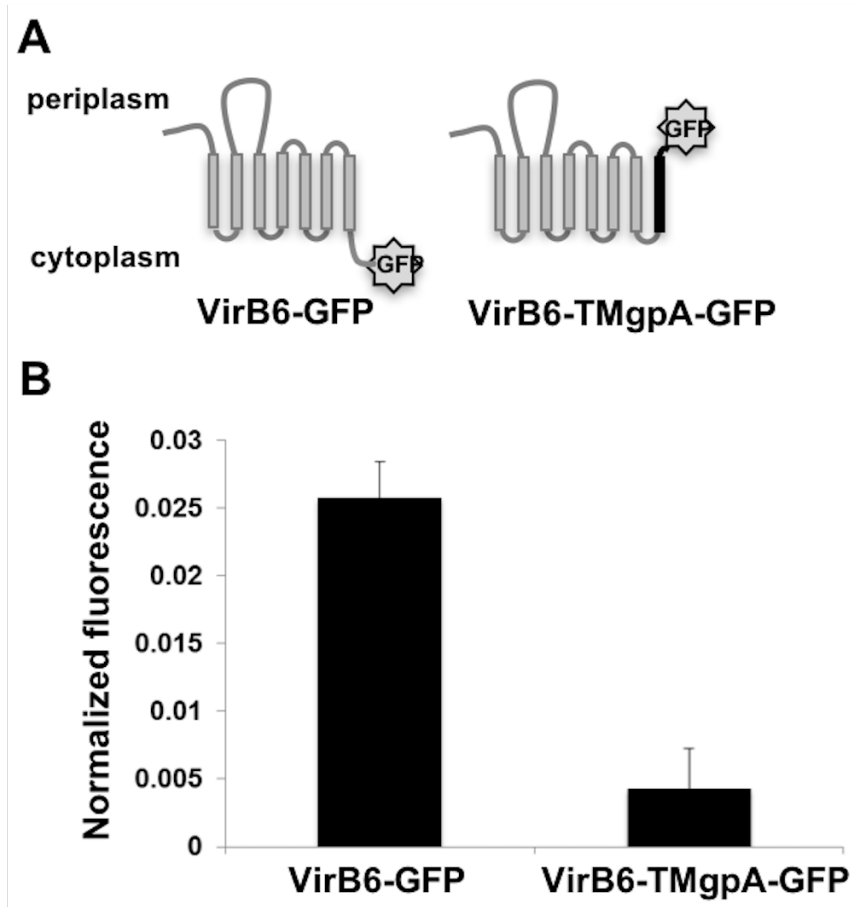 A
periplasm
GFP
cytoplasm
GFP
VirB6-GFP
VirB6-TMgpA-GFP
B
Normalized fluorescence
0.03
0.025
0.02
0.015
0.01
0.005
0
VirB6-GFP
VirB6-TMgpA-GFP